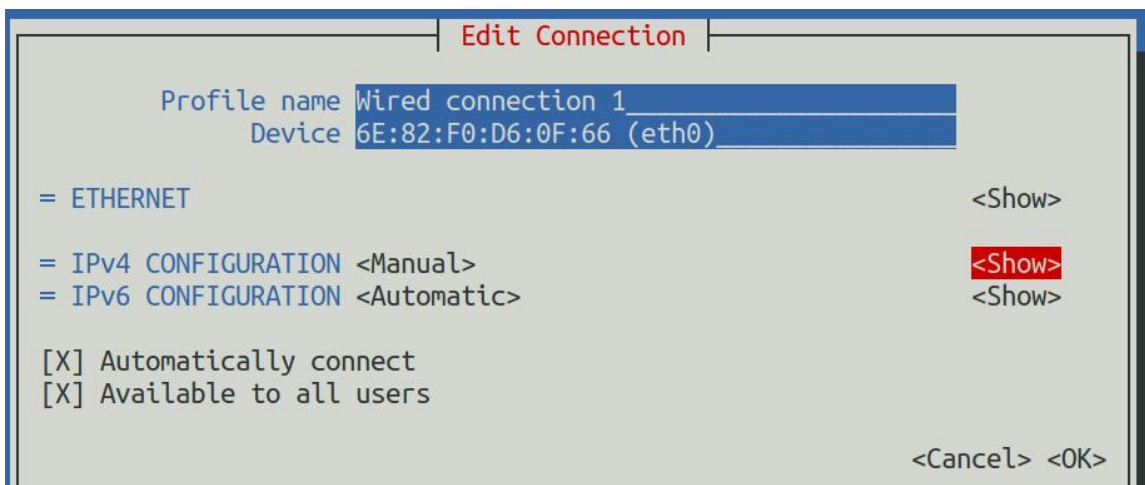 Edit Connection
Profile name Wired connection 1
Device 6E:82:F0:D6:0F:66 (eth0)
= ETHERNET <Show>
= IPv4 CONFIGURATION <Manual> <Show>
= IPv6 CONFIGURATION <Automatic> <Show>
[X] Automatically connect
[X] Available to all users
<Cancel> <OK>